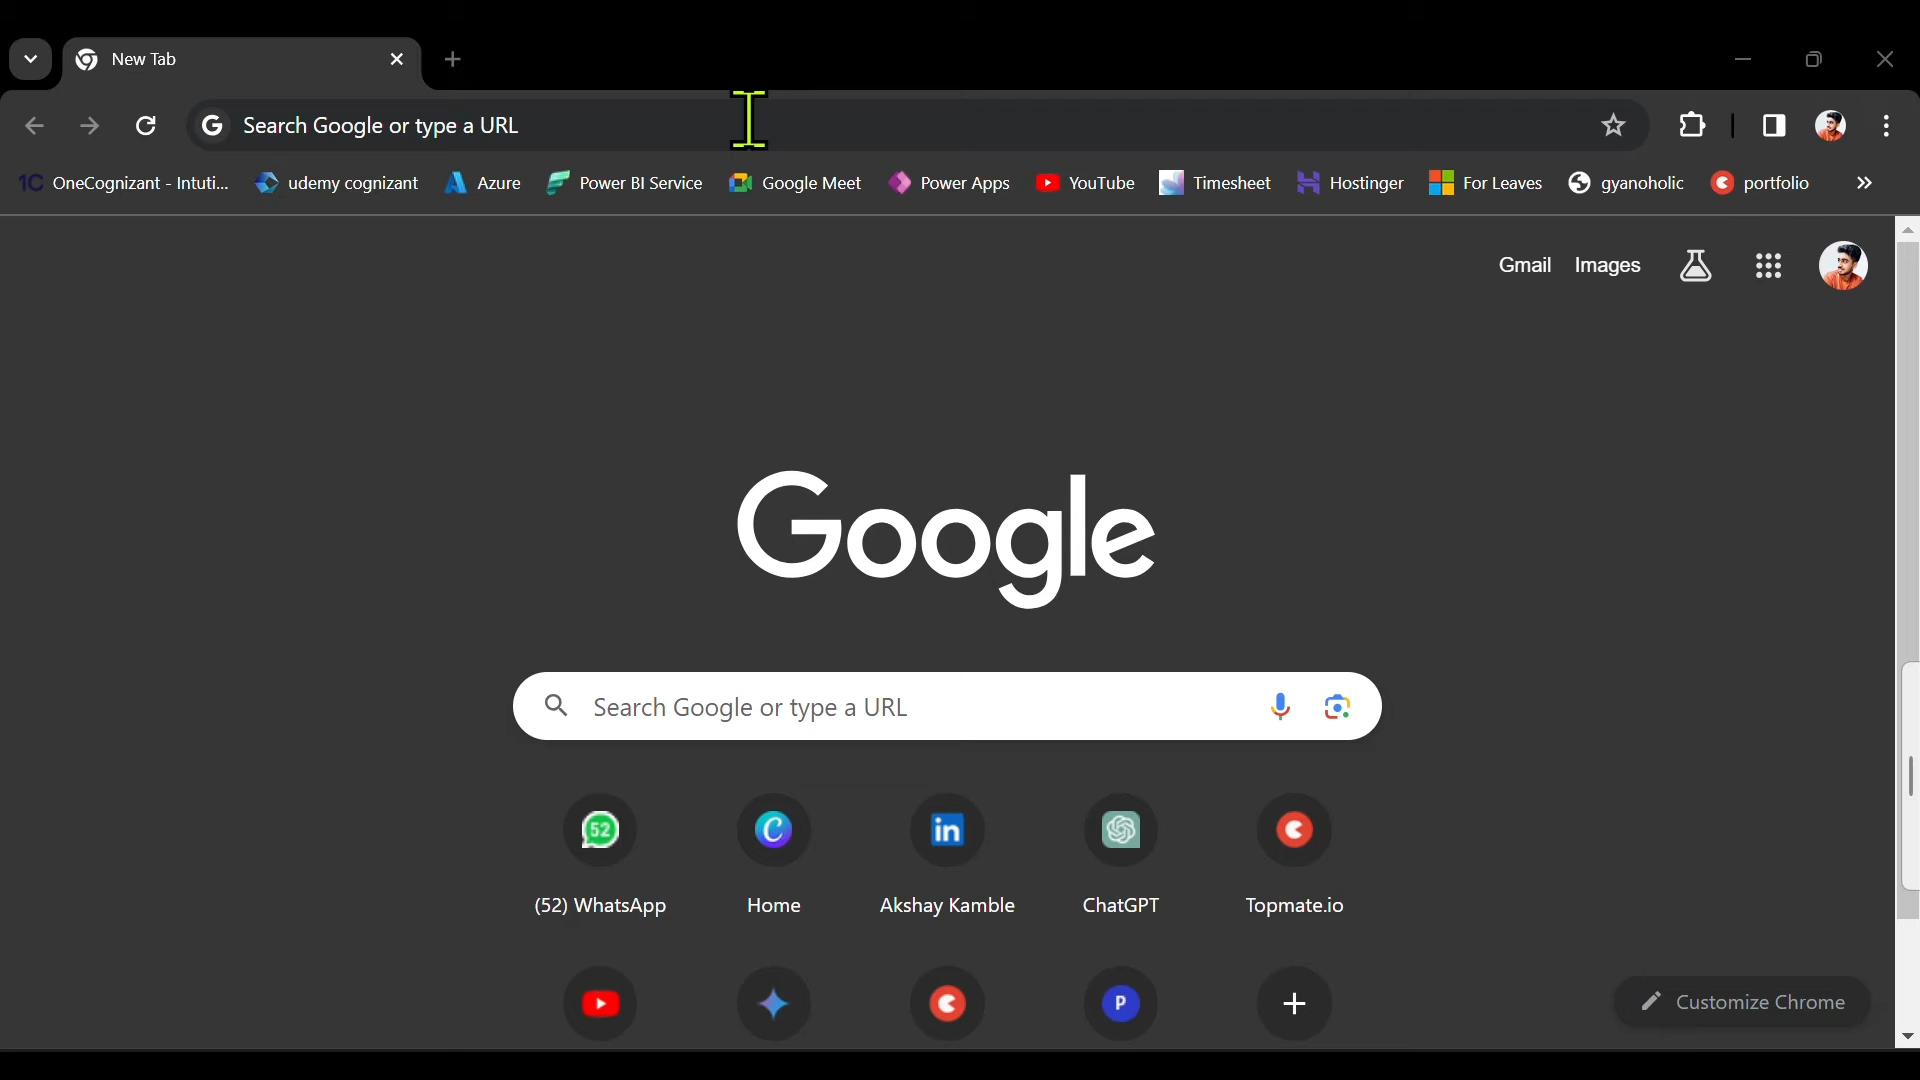 New Tab
Search Google or type a URL
1C OneCognizant - Intuti... udemy cognizant Azure Power BI Service Google Meet Power Apps YouTube Timesheet Hostinger For Leaves gyanoholic portfolio
Gmail Images
Google
Search Google or type a URL
52
(52) WhatsApp Home Akshay Kamble ChatGPT Topmate.io
P
Customize Chrome